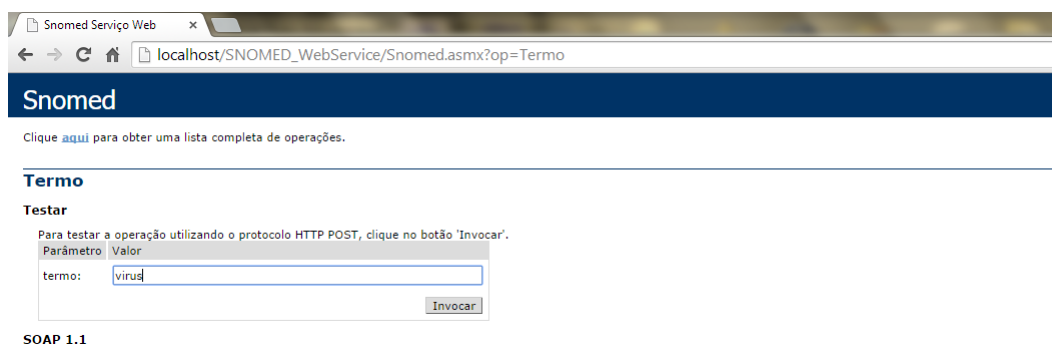 Snomed Serviço Web
localhost/SNOMED_WebService/Snomed.asmx?op=Termo
Snomed
Clique aqui para obter uma lista completa de operações.
Termo
Testar
Para testar a operação utilizando o protocolo HTTP POST, clique no botão 'Invocar'.
Parâmetro Valor
termo: virus
Invocar
SOAP 1.1